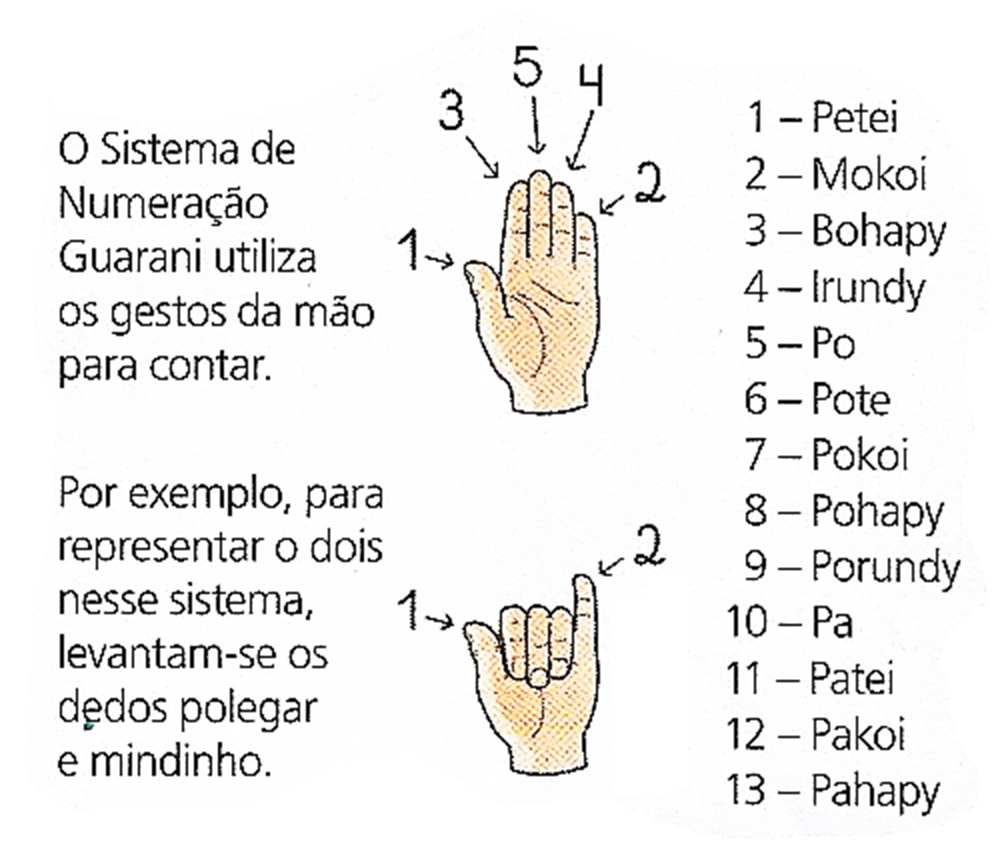 O Sistema de
Numeração
Guarani utiliza
os gestos da mão
para contar.
3
5
4
2
1
Por exemplo, para
representar o dois
nesse sistema,
levantam-se os
dedos polegar
e mindinho.
2
1
1 – Petei
2 – Mokoi
3 – Bohapy
4 – Irundy
5 – Po
6 – Pote
7 – Pokoi
8 – Pohapy
9 – Porundy
10 – Pa
11 – Patei
12 – Pakoi
13 – Pahapy